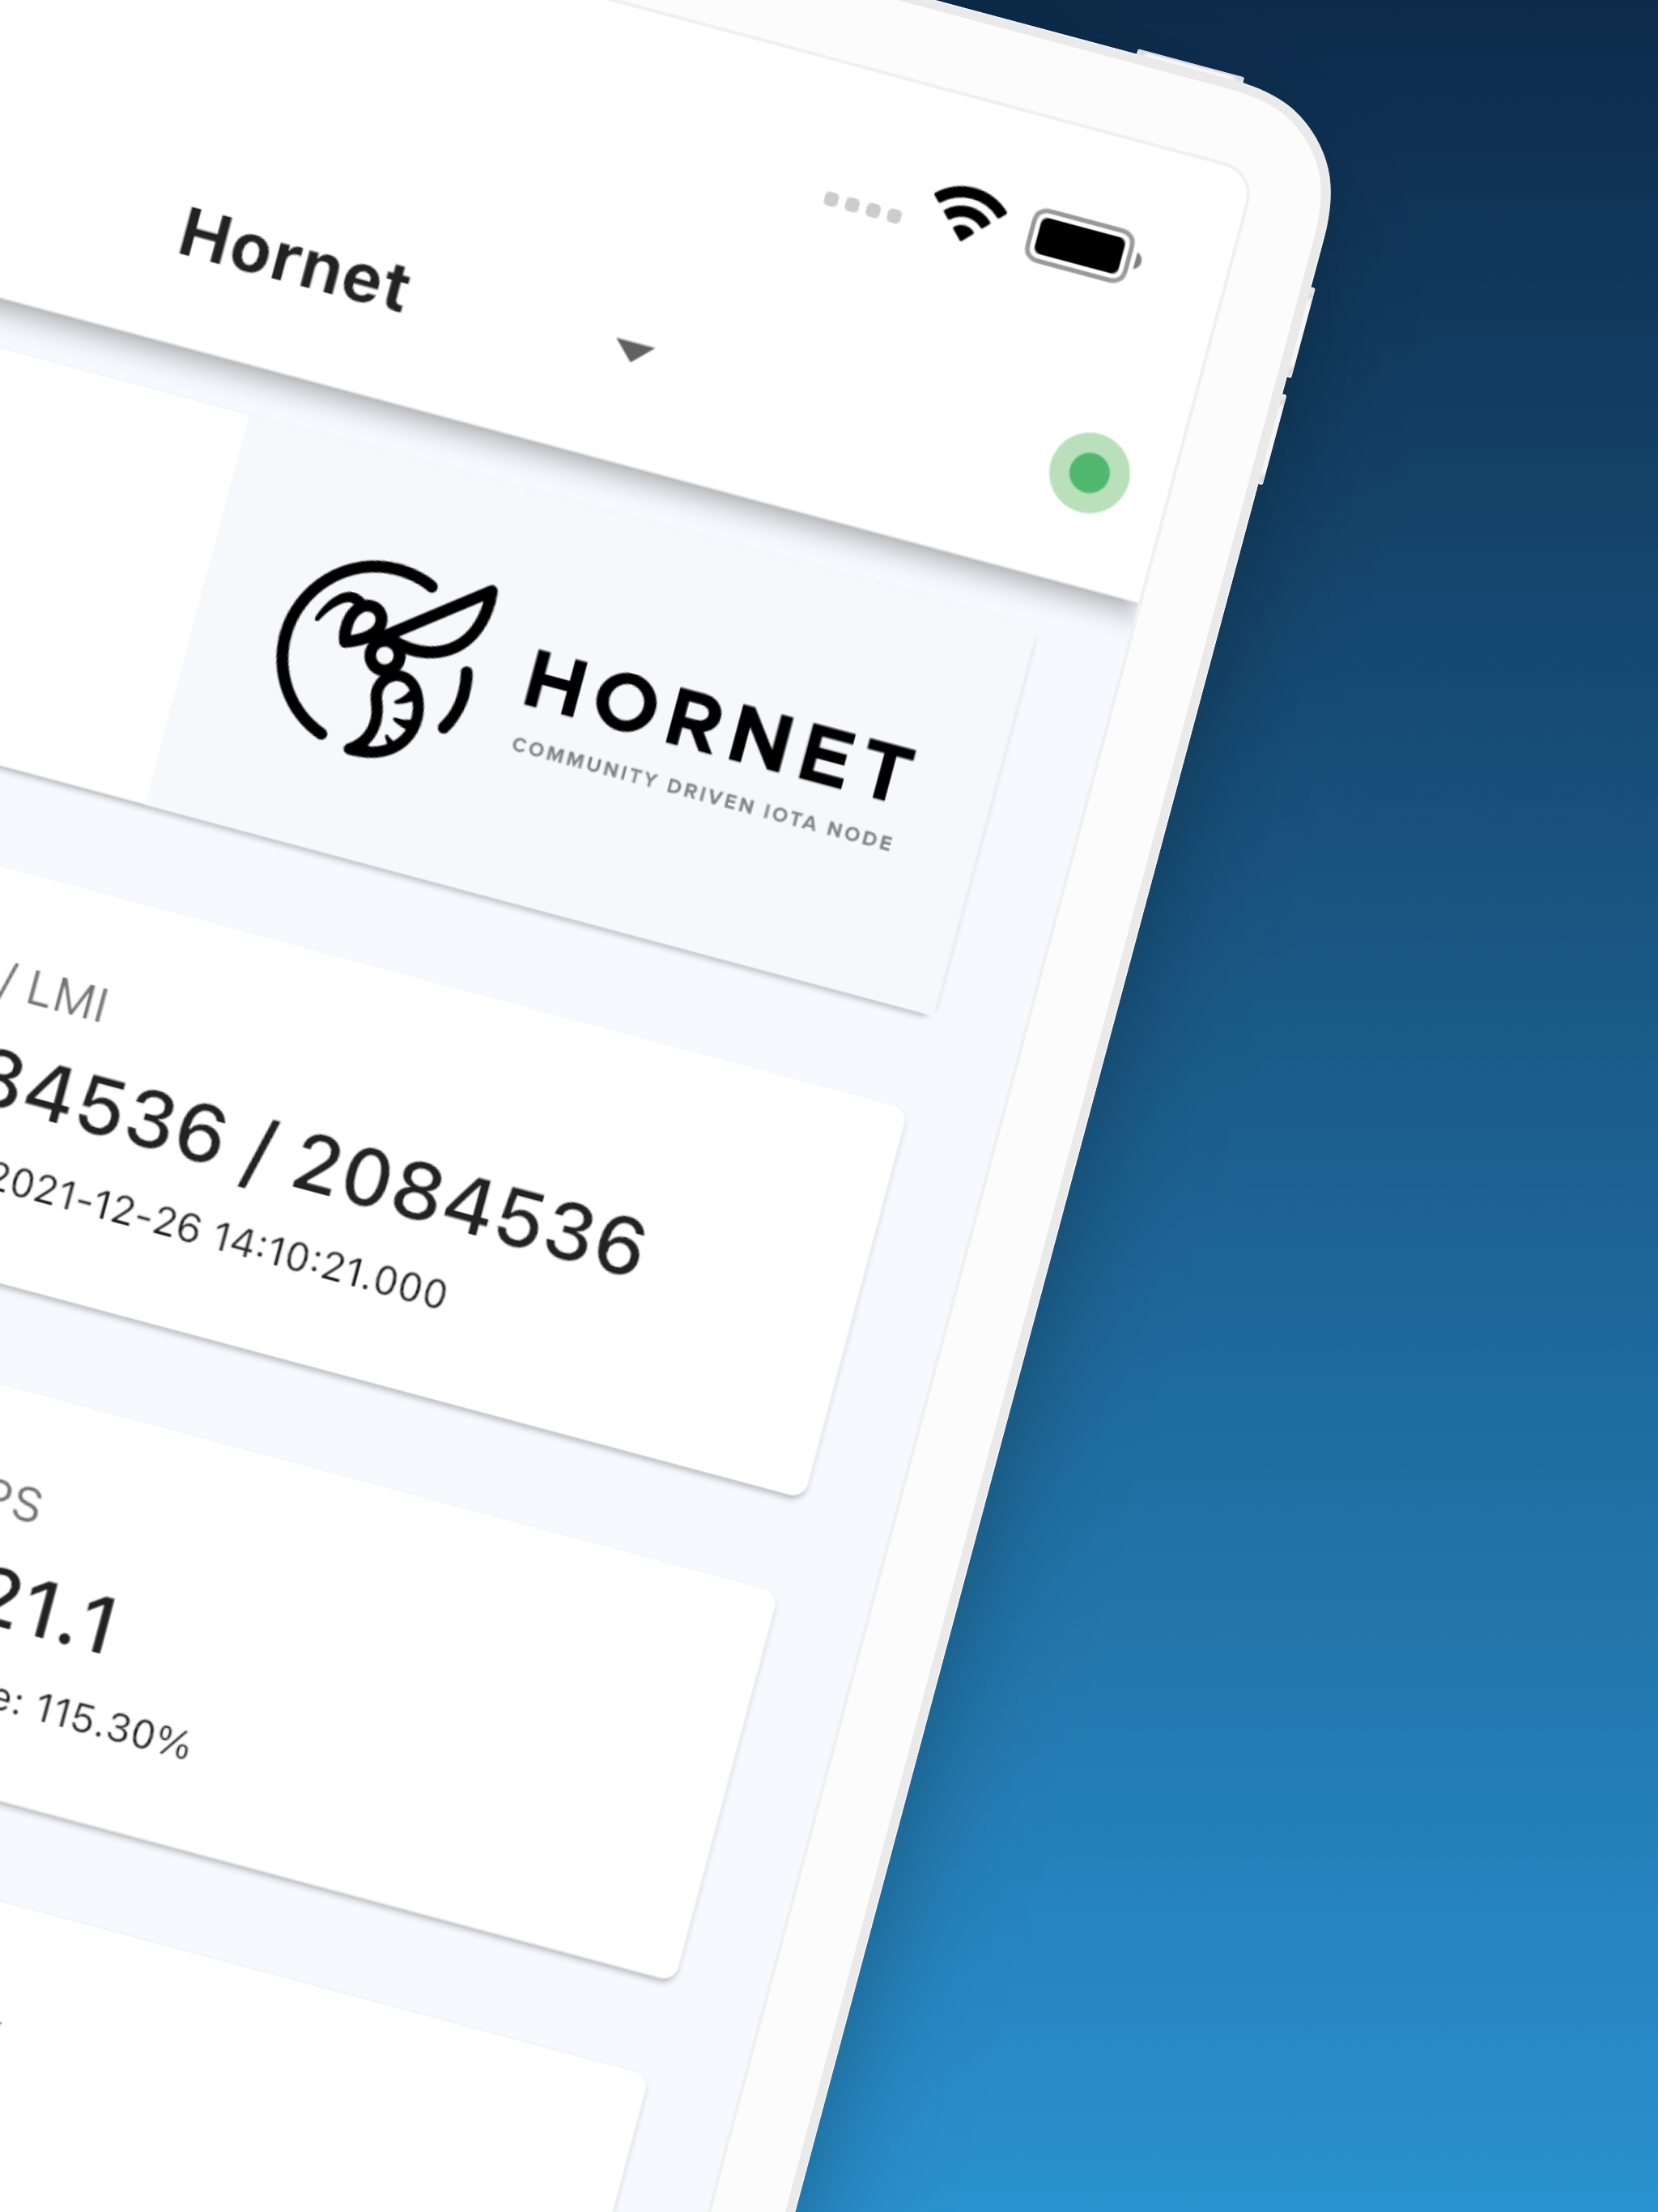 Hornet
HORNET
COMMUNITY DRIVEN IOTA NODE
/ LMI
84536 / 2084536
2021-12-26 14:10:21.000
PS
21.1
e: 115.30%